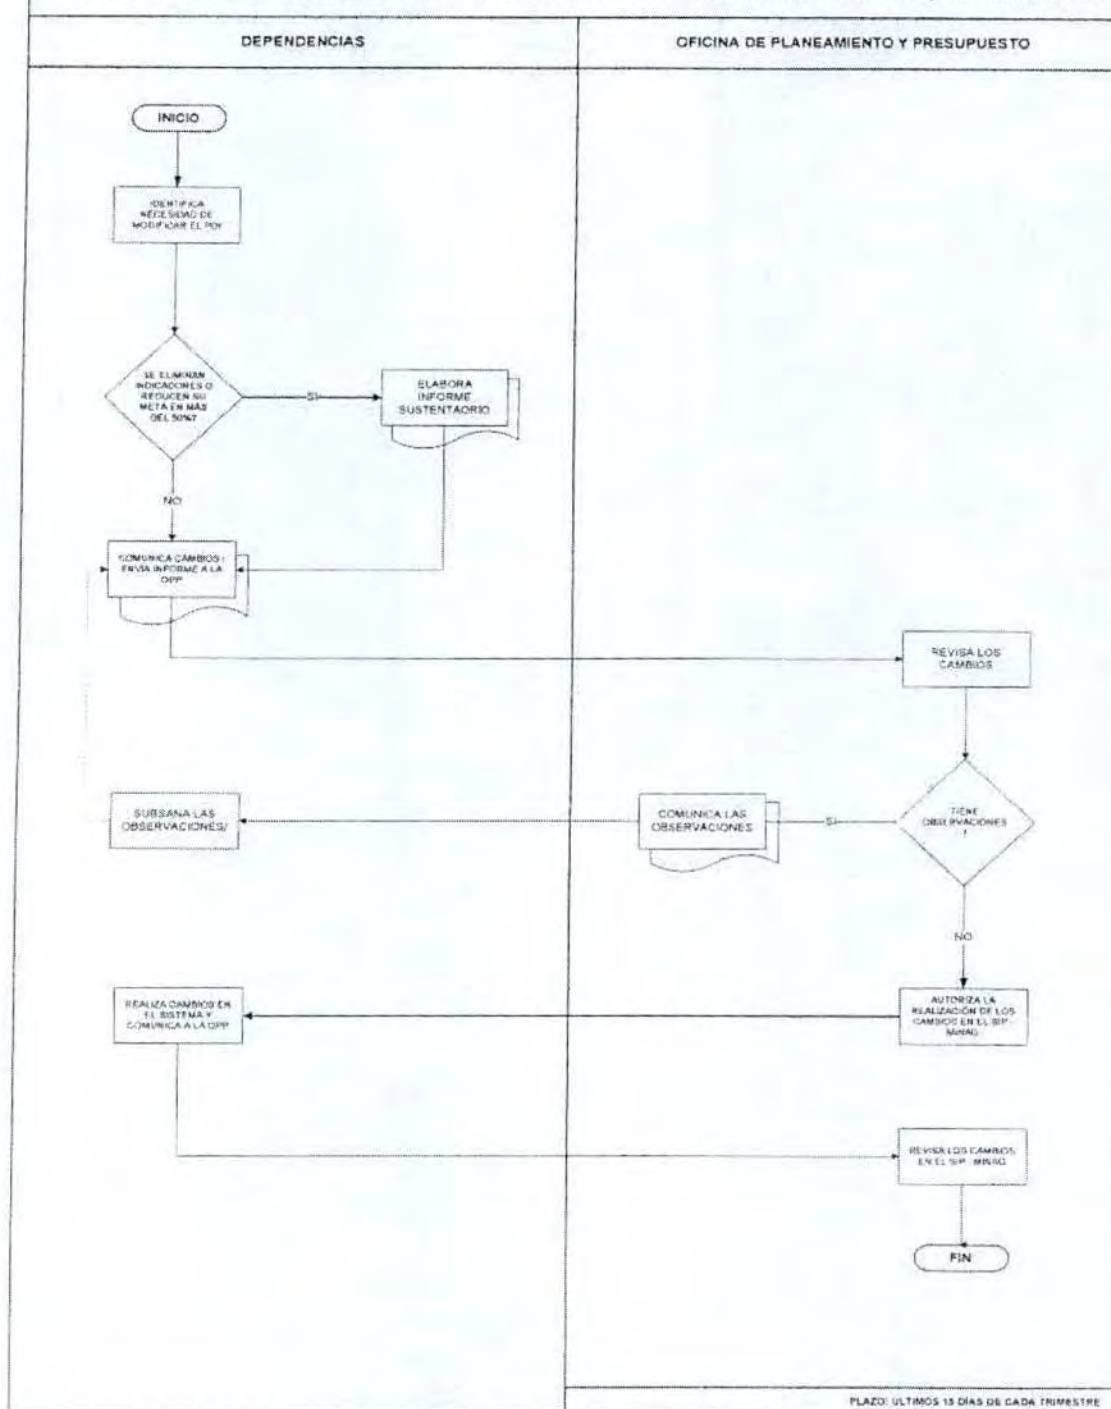 DEPENDENCIAS
OFICINA DE PLANEAMIENTO Y PRESUPUESTO
INICIO
IDENTIFICA
NECESIDAD DE
MODIFICAR EL POI
SE ELIMINAN
INDICADORES O
REDUCEN SU
META EN MÁS
DEL 50%?
SI
ELABORA
INFORME
SUSTENTAORIO
NO
COMUNICA CAMBIOS /
ENVÍA INFORME A LA
OPP
REVISA LOS
CAMBIOS
TIENE
OBSERVACIONES
?
SI
COMUNICA LAS
OBSERVACIONES
SUBSANA LAS
OBSERVACIONES/
NO
AUTORIZA LA
REALIZACIÓN DE LOS
CAMBIOS EN EL SIP -
MINAG
REALIZA CAMBIOS EN
EL SISTEMA Y
COMUNICA A LA OPP
REVISA LOS CAMBIOS
EN EL SIP - MINAG
FIN
PLAZO: ÚLTIMOS 15 DÍAS DE CADA TRIMESTRE